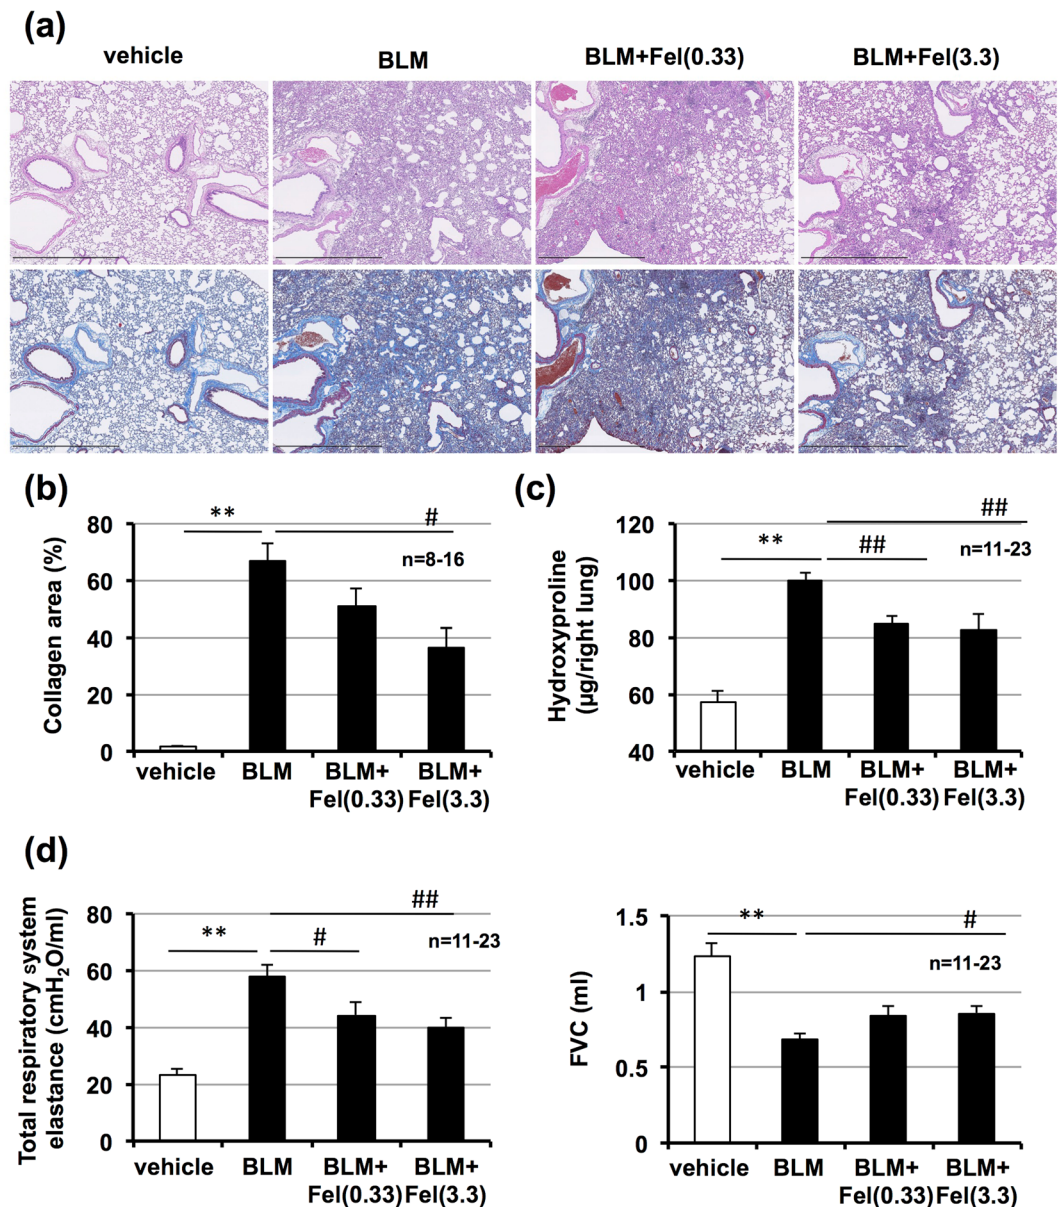 (a)
vehicle
BLM
BLM+Fel(0.33)
BLM+Fel(3.3)
(b)
Collagen area (%)
80
60
40
20
0
**
#
n=8-16
vehicle
BLM
BLM+
Fel(0.33)
BLM+
Fel(3.3)
(c)
Hydroxyproline
(µg/right lung)
120
100
80
60
40
**
##
##
n=11-23
vehicle
BLM
BLM+
Fel(0.33)
BLM+
Fel(3.3)
(d)
Total respiratory system
elastance (cmH₂O/ml)
80
60
40
20
0
**
#
##
n=11-23
vehicle
BLM
BLM+
Fel(0.33)
BLM+
Fel(3.3)
FVC (ml)
1.5
1
0.5
0
**
#
n=11-23
vehicle
BLM
BLM+
Fel(0.33)
BLM+
Fel(3.3)